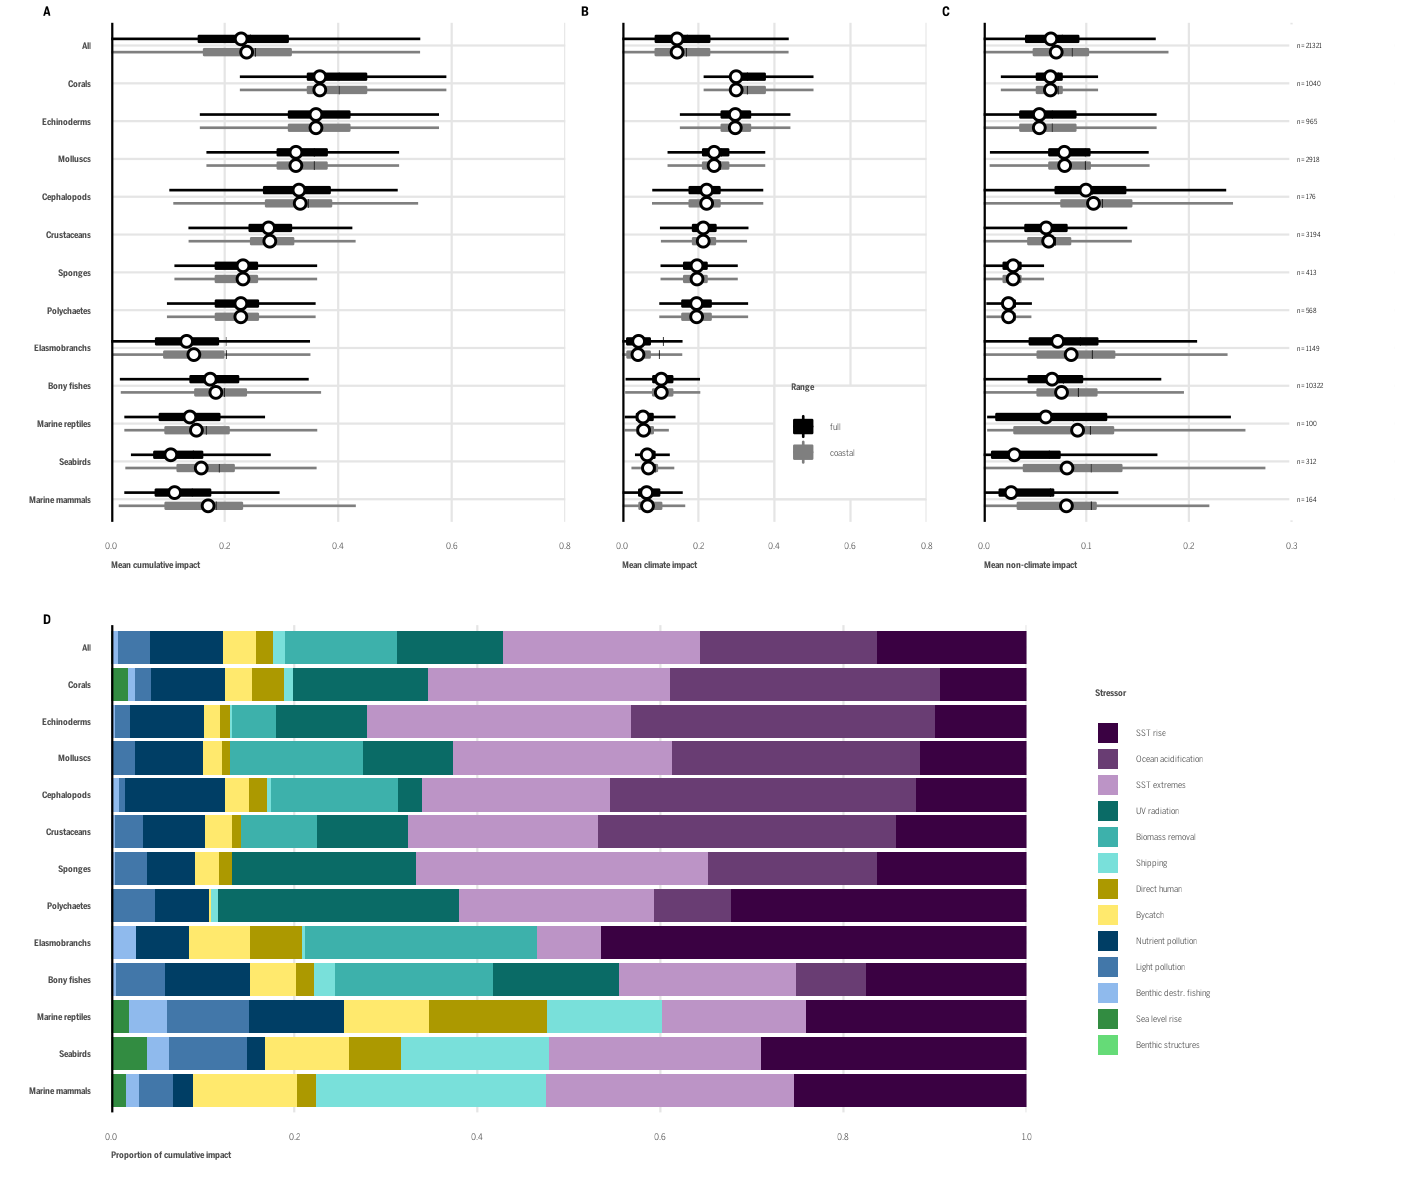 A
B
C
All
n= 21321
Corals
n= 1040
Echinoderms
n= 965
Molluscs
n= 2918
Cephalopods
n= 176
Crustaceans
n= 3194
Sponges
n= 413
Polychaetes
n= 568
Elasmobranchs
n= 1149
Bony fishes
n= 10322
Marine reptiles
n= 100
Seabirds
n= 312
Marine mammals
n= 164
Range
full
coastal
0.0 0.2 0.4 0.6 0.8
0.0 0.2 0.4 0.6 0.8
0.0 0.1 0.2 0.3
Mean cumulative impact
Mean climate impact
Mean non-climate impact
D
All
Corals
Echinoderms
Molluscs
Cephalopods
Crustaceans
Sponges
Polychaetes
Elasmobranchs
Bony fishes
Marine reptiles
Seabirds
Marine mammals
0.0 0.2 0.4 0.6 0.8 1.0
Proportion of cumulative impact
Stressor
SST rise
Ocean acidification
SST extremes
UV radiation
Biomass removal
Shipping
Direct human
Bycatch
Nutrient pollution
Light pollution
Benthic destr. fishing
Sea level rise
Benthic structures